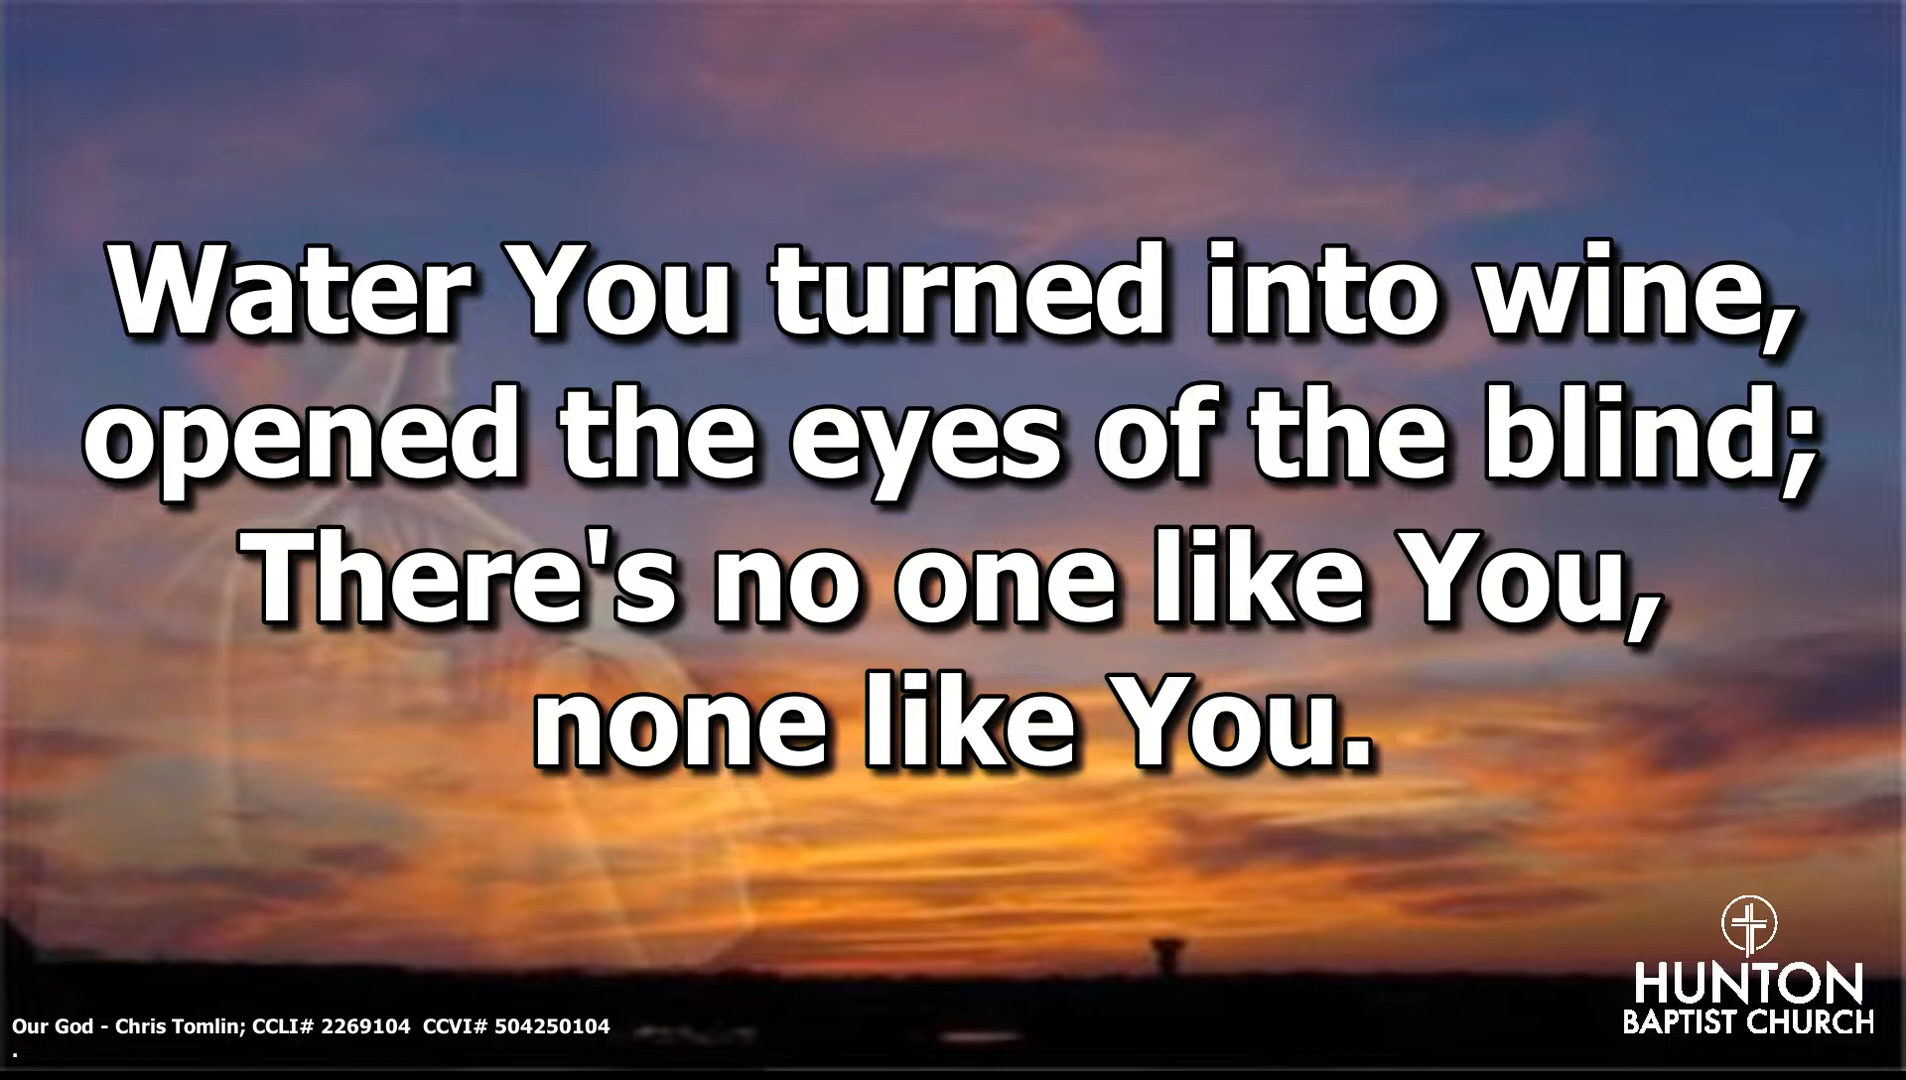 Water You turned into wine,
opened the eyes of the blind;
There's no one like You,
none like You.
Our God - Chris Tomlin; CCLI# 2269104  CCVI# 504250104
.
HUNTON
BAPTIST CHURCH